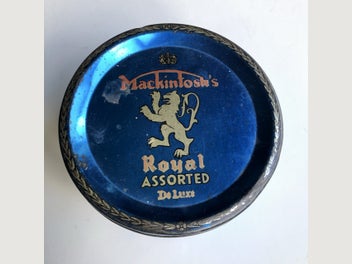 Mackintosh's
Royal
ASSORTED
De Luxe